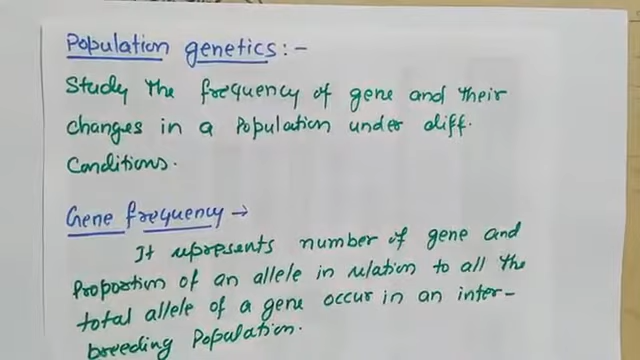 Population genetics:-
Study the frequency of gene and their
changes in a Population under diff.
Conditions.
Gene frequency →
It represents number of gene and
Proportion of an allele in relation to all the
total allele of a gene occur in an inter-
breeding Population.